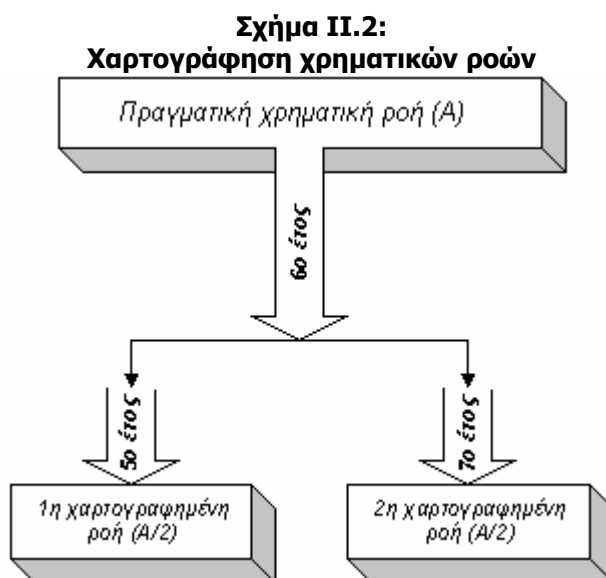 Σχήμα ΙΙ.2:
Χαρτογράφηση χρηματικών ροών
Πραγματική χρηματική ροή (Α)
6ο έτος
5ο έτος
7ο έτος
1η χαρτογραφημένη
ροή (Α/2)
2η χαρτογραφημένη
ροή (Α/2)